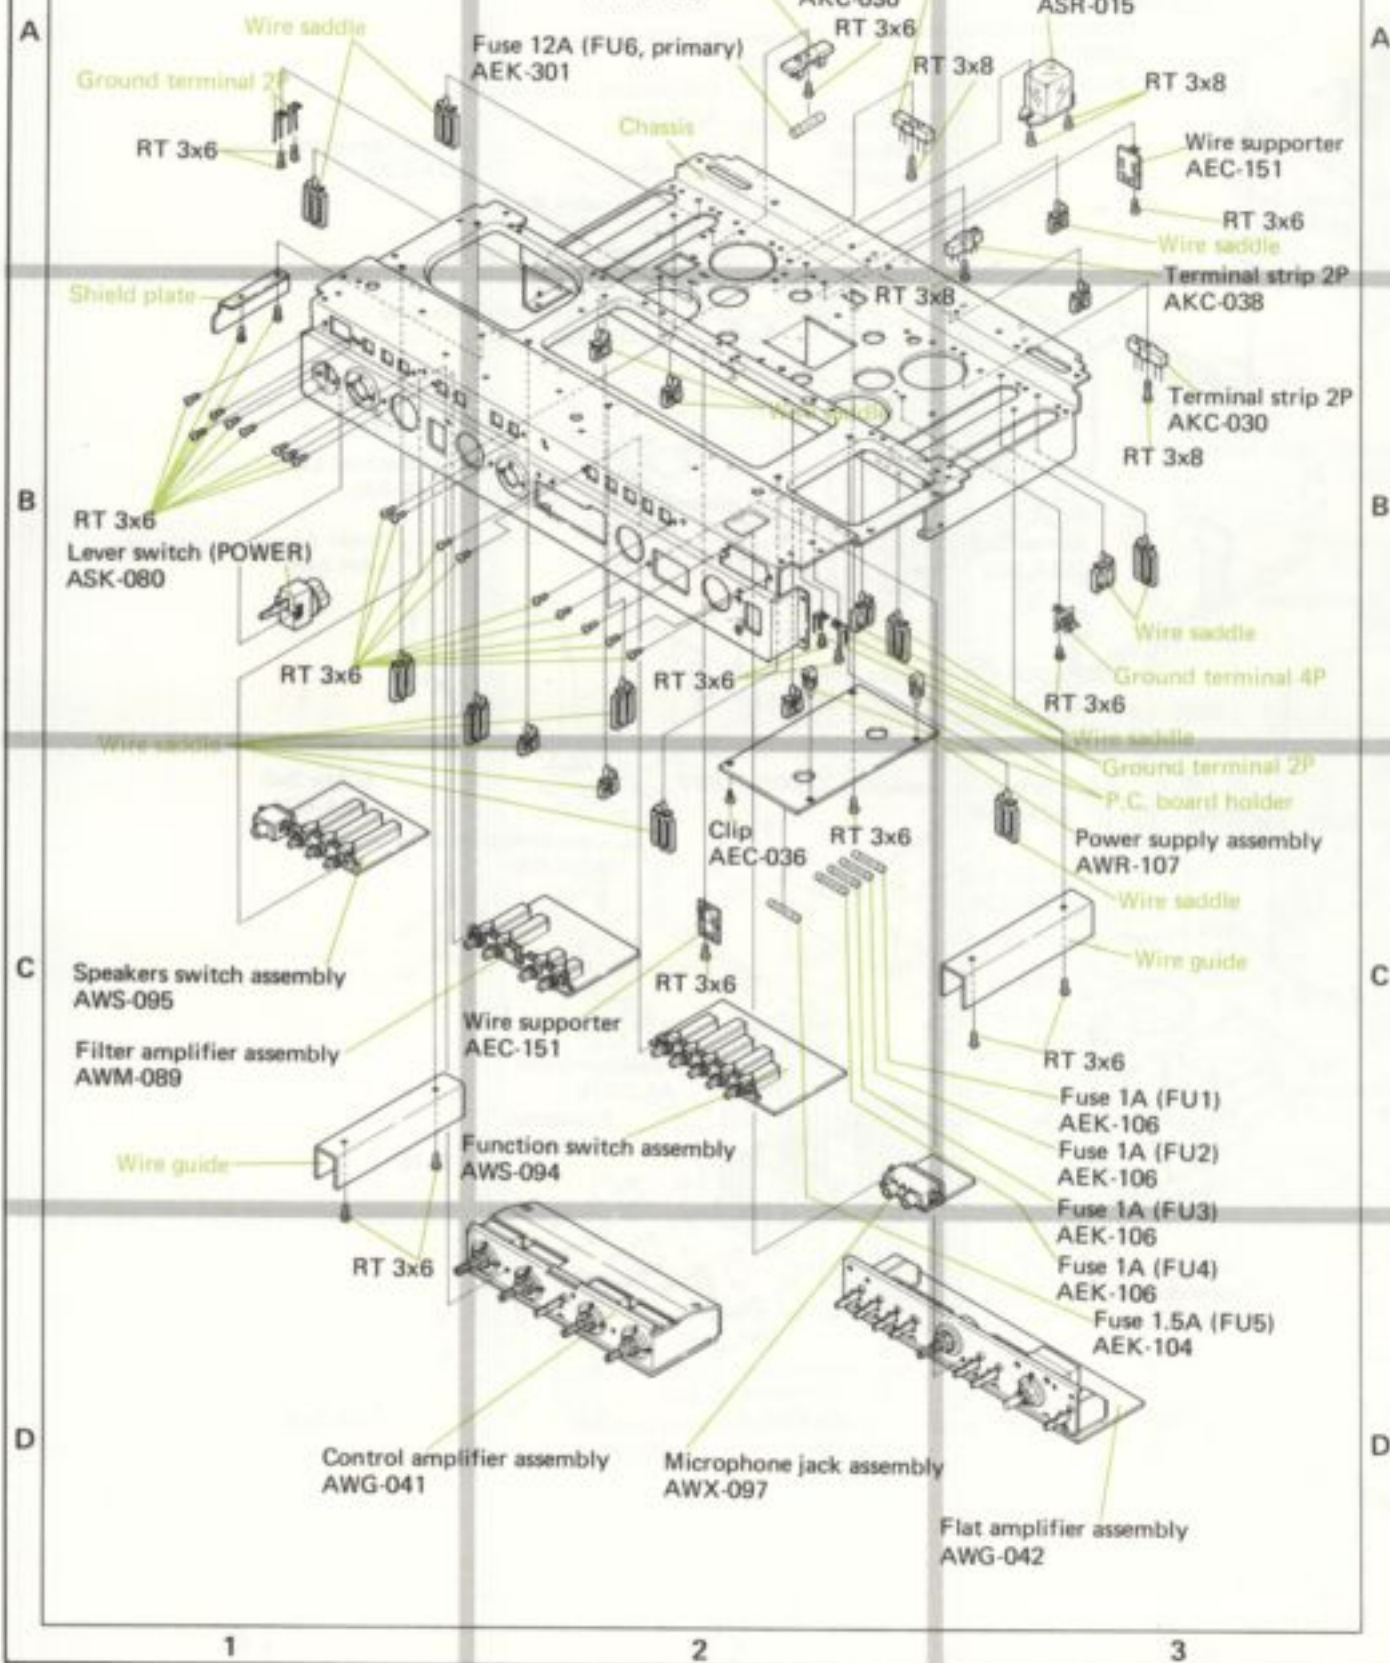 A
A
AKC-030
ASR-015
Wire saddle
Fuse 12A (FU6, primary)
AEK-301
RT 3x6
Ground terminal 2P
RT 3x8
RT 3x8
Chassis
RT 3x6
Wire supporter
AEC-151
RT 3x6
Wire saddle
Shield plate
Terminal strip 2P
AKC-038
RT 3x8
Wire saddle
Terminal strip 2P
AKC-030
RT 3x8
B
B
RT 3x6
Lever switch (POWER)
ASK-080
Wire saddle
RT 3x6
RT 3x6
Ground terminal 4P
RT 3x6
Wire saddle
Wire saddle
Ground terminal 2P
P.C. board holder
Clip
AEC-036
RT 3x6
Power supply assembly
AWR-107
Wire saddle
C
C
Speakers switch assembly
AWS-095
RT 3x6
Wire guide
Wire supporter
AEC-151
Filter amplifier assembly
AWM-089
RT 3x6
Fuse 1A (FU1)
AEK-106
Function switch assembly
AWS-094
Fuse 1A (FU2)
AEK-106
Wire guide
Fuse 1A (FU3)
AEK-106
RT 3x6
Fuse 1A (FU4)
AEK-106
Fuse 1.5A (FU5)
AEK-104
D
D
Control amplifier assembly
AWG-041
Microphone jack assembly
AWX-097
Flat amplifier assembly
AWG-042
1
2
3